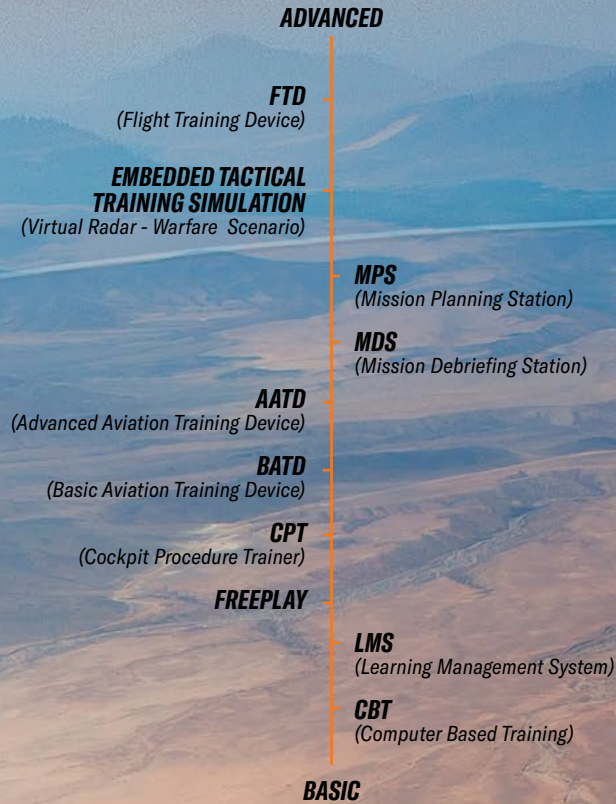 ADVANCED
FTD
(Flight Training Device)
EMBEDDED TACTICAL
TRAINING SIMULATION
(Virtual Radar - Warfare Scenario)
MPS
(Mission Planning Station)
MDS
(Mission Debriefing Station)
AATD
(Advanced Aviation Training Device)
BATD
(Basic Aviation Training Device)
CPT
(Cockpit Procedure Trainer)
FREEPLAY
LMS
(Learning Management System)
CBT
(Computer Based Training)
BASIC